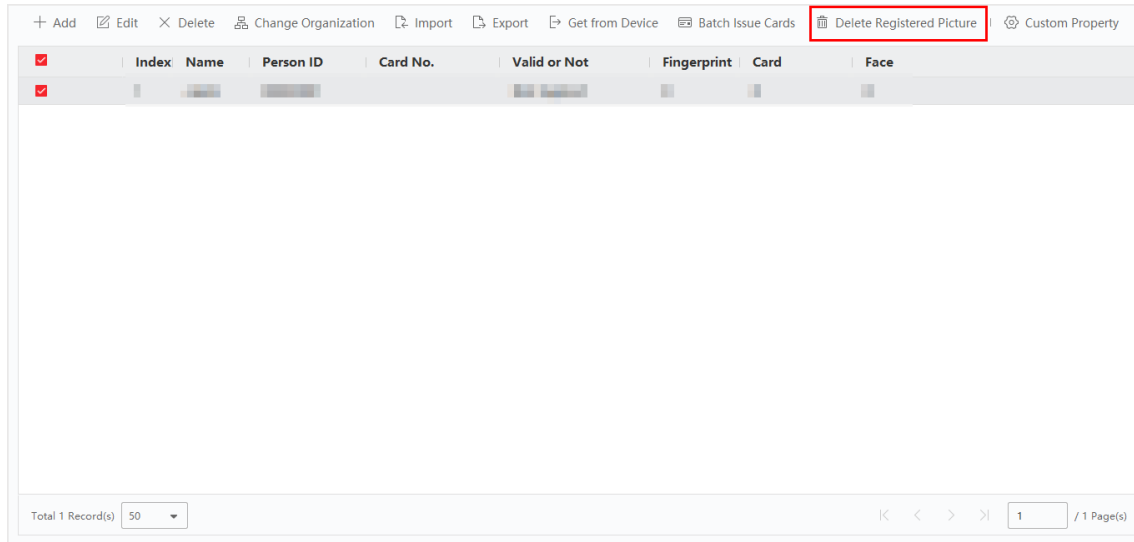 Add Edit Delete Change Organization Import Export Get from Device Batch Issue Cards Delete Registered Picture Custom Property
Index Name Person ID Card No. Valid or Not Fingerprint Card Face
Total 1 Record(s) 50 1 / 1 Page(s)